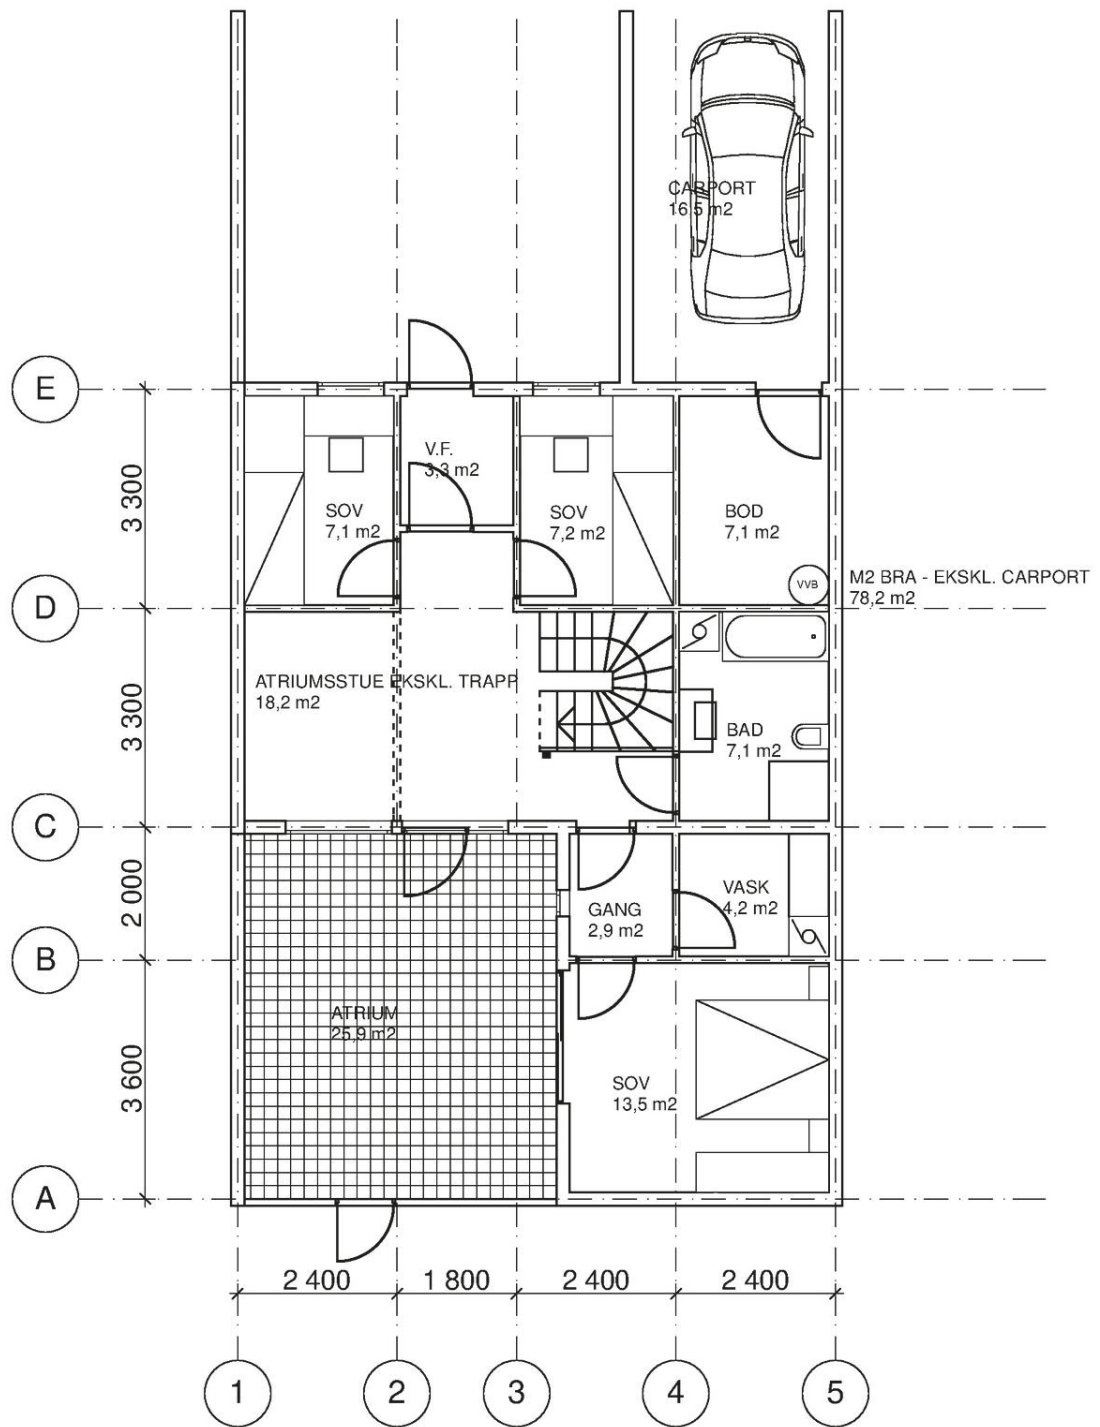 CARPORT
16,5 m2
E
V.F.
3,3 m2
SOV
7,1 m2
SOV
7,2 m2
BOD
7,1 m2
3 300
VVB
M2 BRA - EKSKL. CARPORT
78,2 m2
D
ATRIUMSSTUE EKSKL. TRAPP
18,2 m2
3 300
BAD
7,1 m2
C
2 000
GANG
2,9 m2
VASK
4,2 m2
B
ATRIUM
25,9 m2
3 600
SOV
13,5 m2
A
2 400
1 800
2 400
2 400
1
2
3
4
5